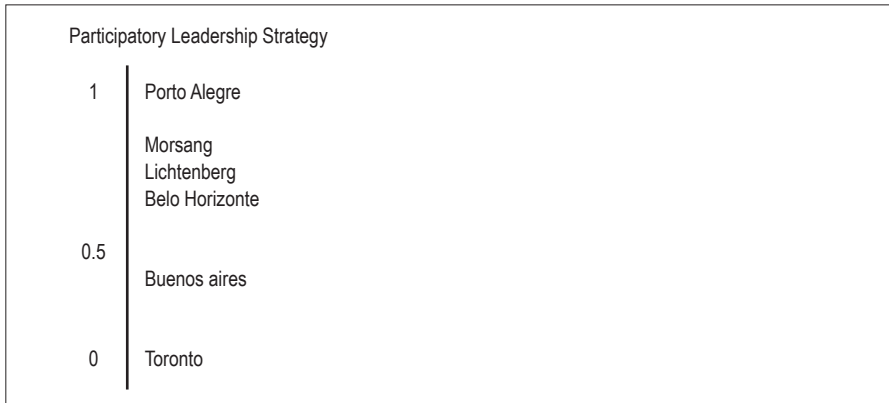 Participatory Leadership Strategy
1 Porto Alegre
Morsang
Lichtenberg
Belo Horizonte
0.5
Buenos aires
0 Toronto